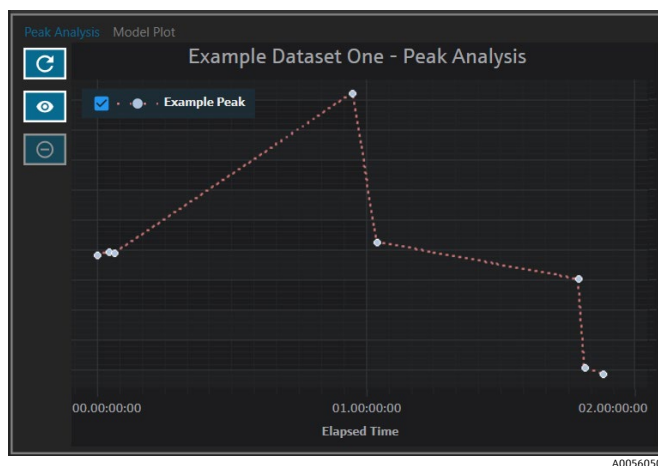 Peak Analysis Model Plot
Example Dataset One - Peak Analysis
Example Peak
00.00:00:00 01.00:00:00 02.00:00:00
Elapsed Time
A0056050